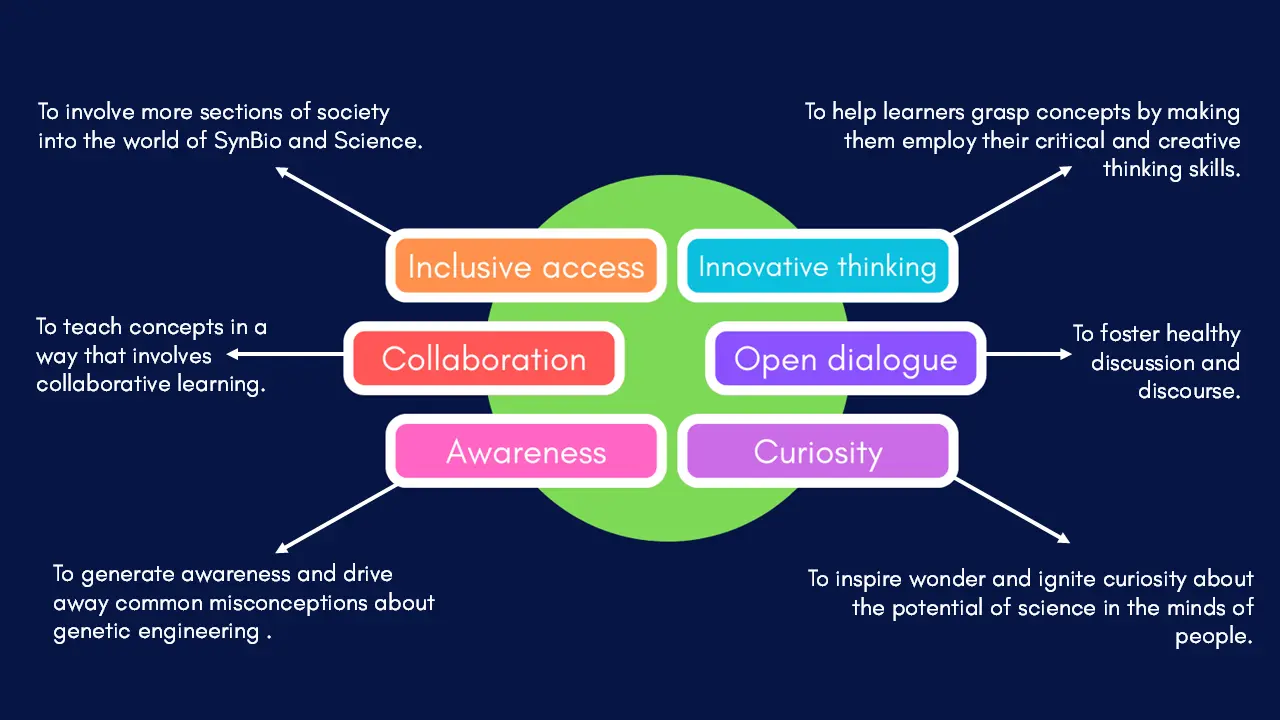 To involve more sections of society
into the world of SynBio and Science.
To help learners grasp concepts by making
them employ their critical and creative
thinking skills.
Inclusive access
Innovative thinking
To teach concepts in a
way that involves
collaborative learning.
Collaboration
Open dialogue
To foster healthy
discussion and
discourse.
Awareness
Curiosity
To generate awareness and drive
away common misconceptions about
genetic engineering .
To inspire wonder and ignite curiosity about
the potential of science in the minds of
people.